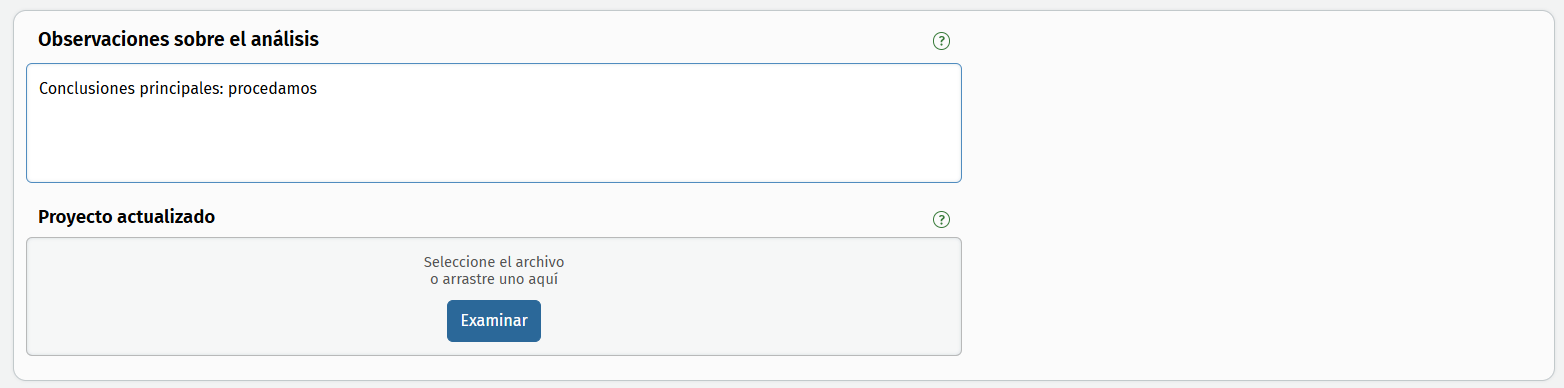 Observaciones sobre el análisis
?
Conclusiones principales: procedamos
Proyecto actualizado
?
Seleccione el archivo
o arrastre uno aquí
Examinar